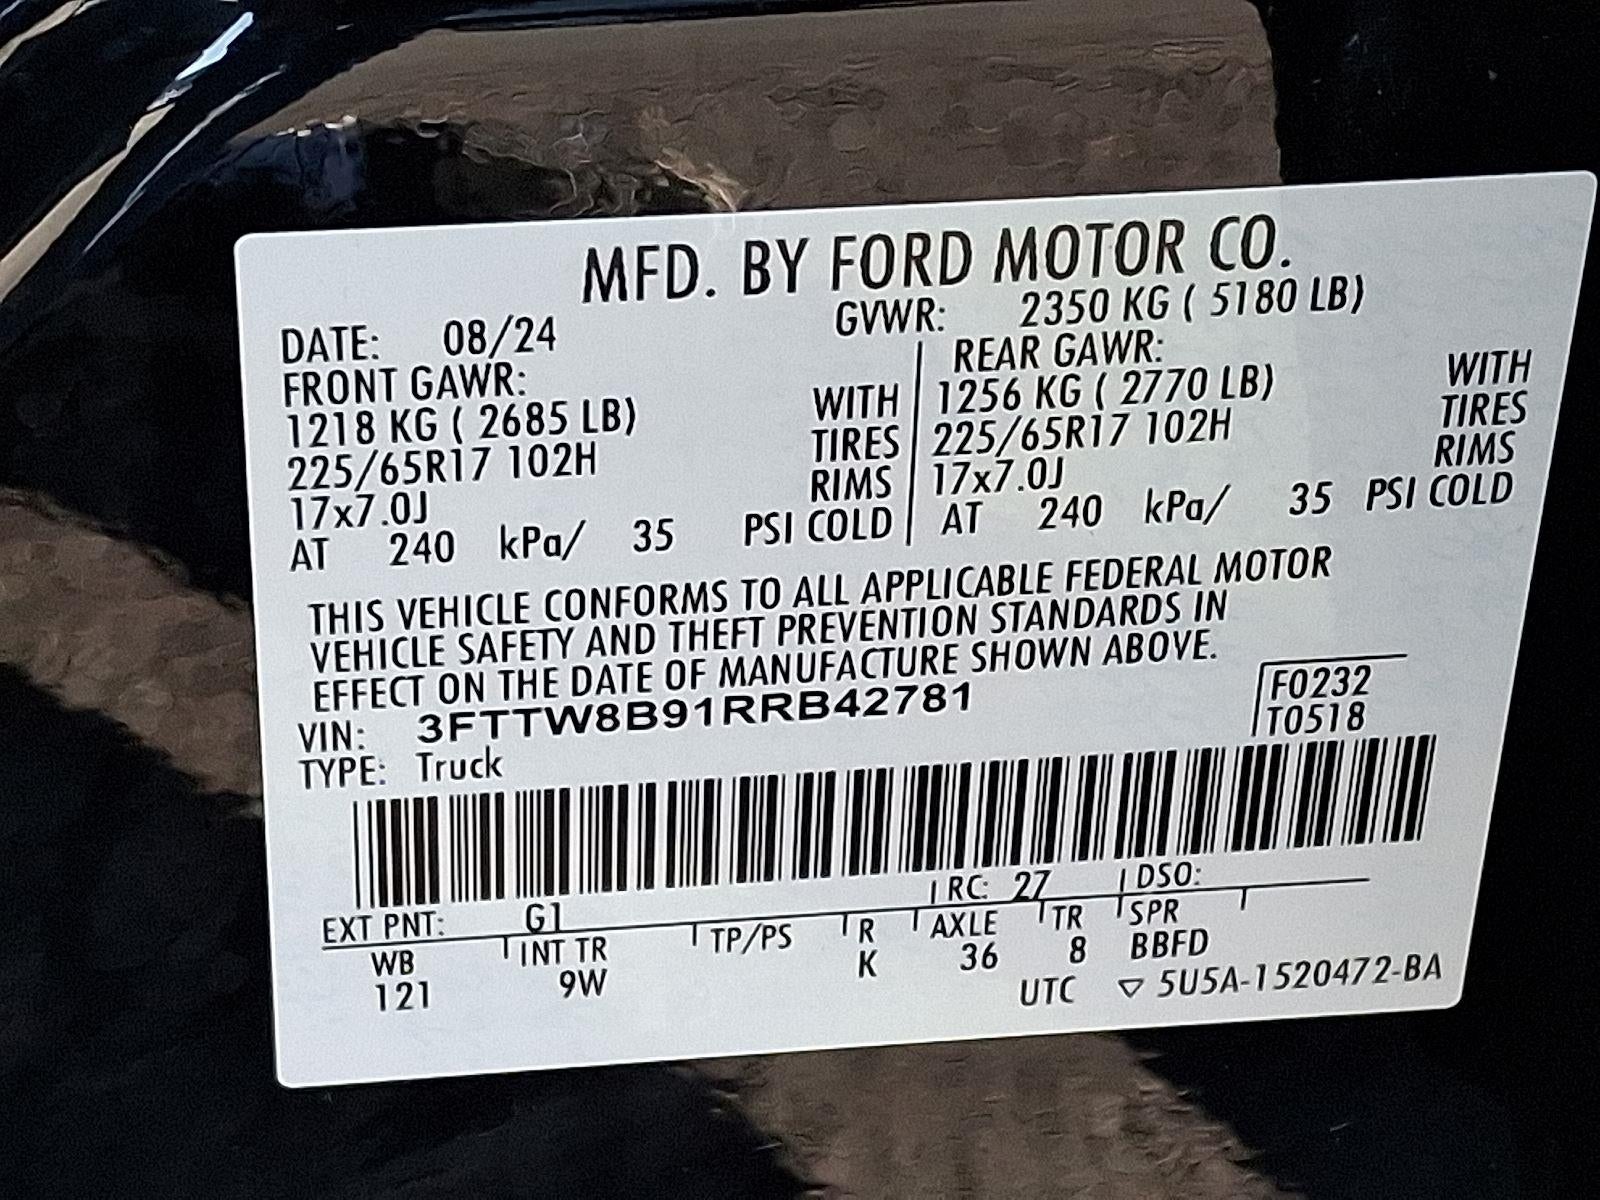 MFD. BY FORD MOTOR CO.
DATE: 08/24 GVWR: 2350 KG ( 5180 LB)
FRONT GAWR: REAR GAWR:
1218 KG ( 2685 LB) WITH 1256 KG ( 2770 LB) WITH
225/65R17 102H TIRES 225/65R17 102H TIRES
17x7.0J RIMS 17x7.0J RIMS
AT 240 kPa/ 35 PSI COLD AT 240 kPa/ 35 PSI COLD
THIS VEHICLE CONFORMS TO ALL APPLICABLE FEDERAL MOTOR
VEHICLE SAFETY AND THEFT PREVENTION STANDARDS IN
EFFECT ON THE DATE OF MANUFACTURE SHOWN ABOVE.
VIN: 3FTTW8B91RRB42781 F0232
TYPE: Truck T0518
EXT PNT: G1 RC: 27 DSO:
WB INT TR TP/PS R AXLE TR SPR
121 9W K 36 8 BBFD
UTC ▽ 5U5A-1520472-BA